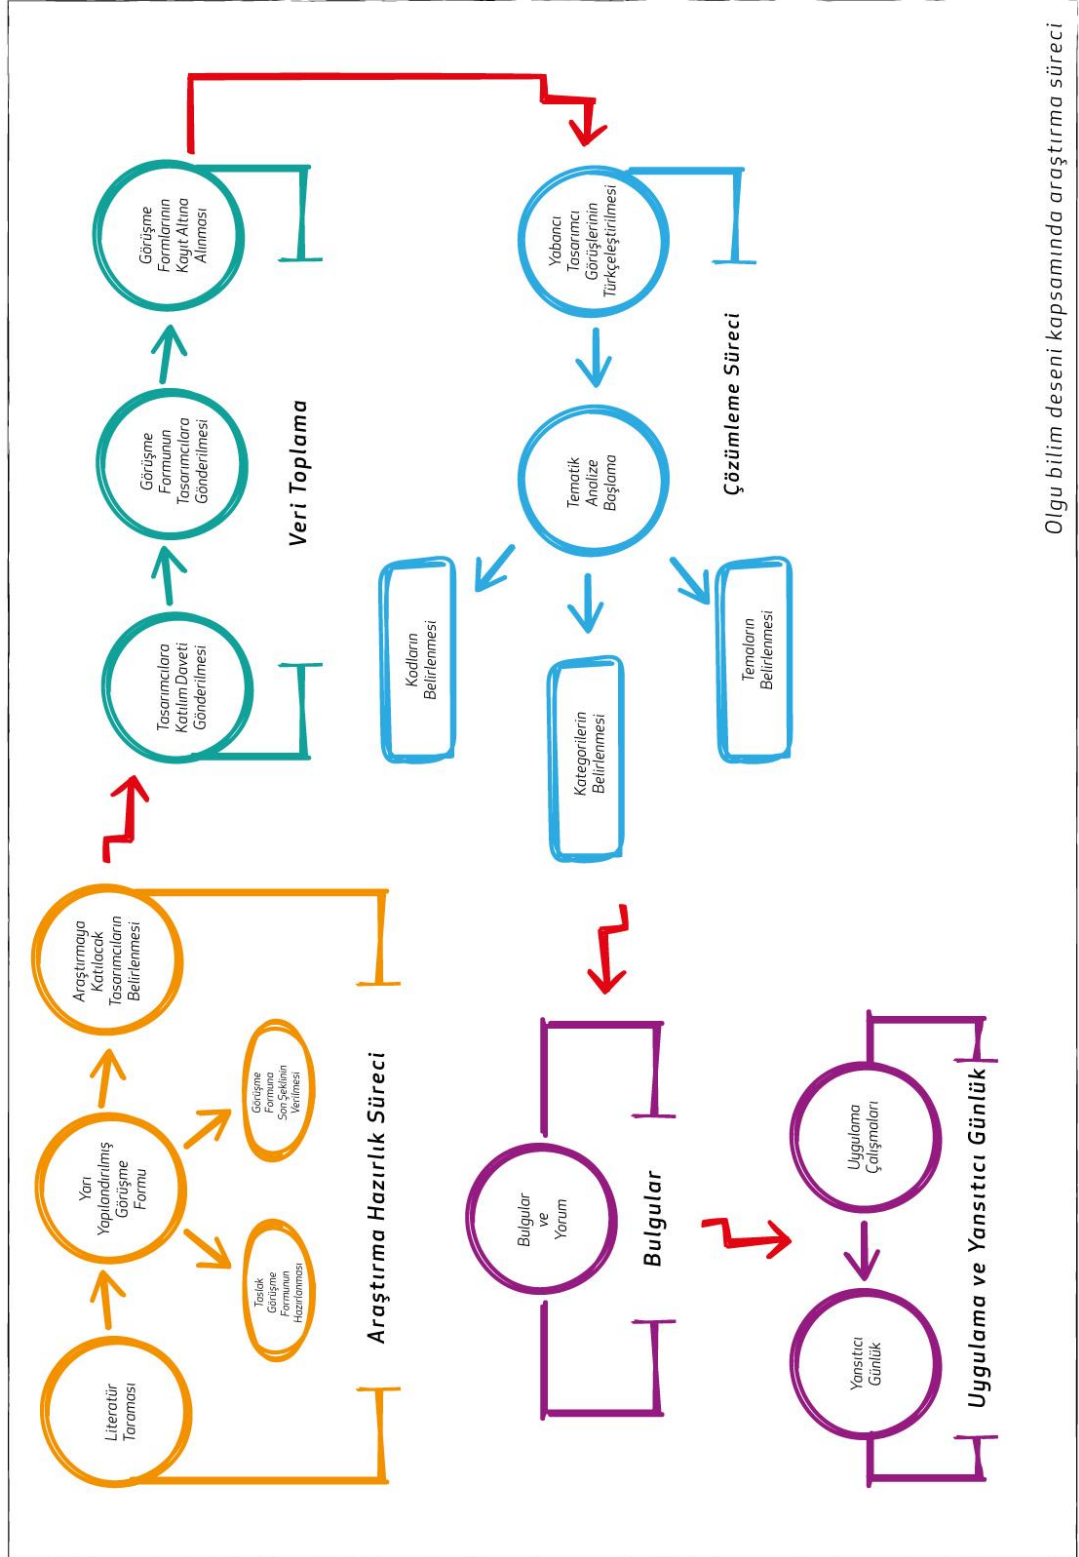 Literatür
Taraması
Yarı
Yapılandırılmış
Görüşme
Formu
Taslak
Görüşme
Formunun
Hazırlanması
Görüşme
Formuna
Son Şeklinin
Verilmesi
Araştırmaya
Katılacak
Tasarımcıların
Belirlenmesi
Araştırma Hazırlık Süreci
Tasarımcılara
Katılım Daveti
Gönderilmesi
Görüşme
Formunun
Tasarımcılara
Gönderilmesi
Görüşme
Formlarının
Kayıt Altına
Alınması
Veri Toplama
Yabancı
Tasarımcı
Görüşlerinin
Türkçeleştirilmesi
Tematik
Analize
Başlama
Kodların
Belirlenmesi
Kategorilerin
Belirlenmesi
Temaların
Belirlenmesi
Çözümleme Süreci
Bulgular
ve
Yorum
Bulgular
Uygulama
Çalışmaları
Yansıtıcı
Günlük
Uygulama ve Yansıtıcı Günlük
Olgu bilim deseni kapsamında araştırma süreci